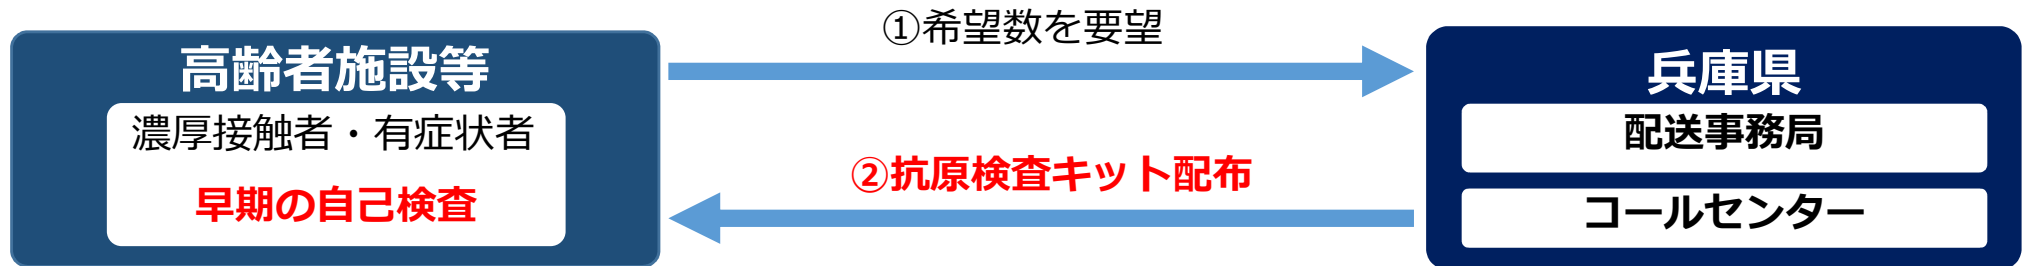 高齢者施設等
濃厚接触者・有症状者
早期の自己検査
①希望数を要望
②抗原検査キット配布
兵庫県
配送事務局
コールセンター